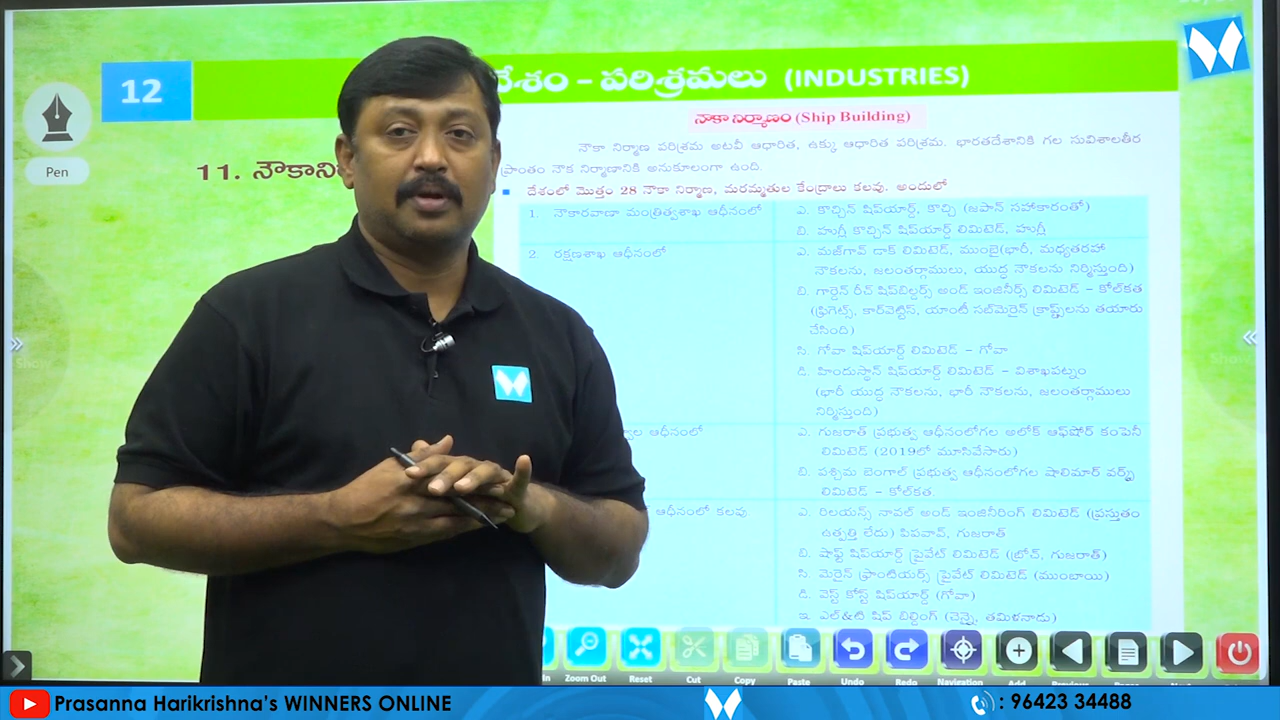 12
దేశం - పరిశ్రమలు (INDUSTRIES)
Pen
నౌకా నిర్మాణం (Ship Building)
11. నౌకాని
నౌకా నిర్మాణ పరిశ్రమ అటవీ ఆధారిత, ఉక్కు ఆధారిత పరిశ్రమ. భారతదేశానికి గల సువిశాలతీర
ప్రాంతం నౌక నిర్మాణానికి అనుకూలంగా ఉంది.
దేశంలో మొత్తం 28 నౌకా నిర్మాణ, మరమ్మతుల కేంద్రాలు కలవు. అందులో
1. నౌకారవాణా మంత్రిత్వశాఖ ఆధీనంలో
ఎ. కొచ్చిన్ షిప్‌యార్డ్, కొచ్చి (జపాన్ సహకారంతో)
బి. హుగ్లీ కొచ్చిన్ షిప్‌యార్డ్ లిమిటెడ్, హుగ్లీ
2. రక్షణశాఖ ఆధీనంలో
ఎ. మజ్‌గావ్ డాక్ లిమిటెడ్, ముంబై(భారీ, మధ్యతరహా
నౌకలను, జలంతర్గాములు, యుద్ధ నౌకలను నిర్మిస్తుంది)
బి. గార్డెన్ రీచ్ షిప్‌బిల్డర్స్ అండ్ ఇంజినీర్స్ లిమిటెడ్ - కోల్‌కత
(ఫ్రిగెట్స్, కార్‌వెట్టిస్, యాంటీ సబ్‌మెరైన్ క్రాఫ్ట్‌లను తయారు
చేసింది)
సి. గోవా షిప్‌యార్డ్ లిమిటెడ్ - గోవా
డి. హిందుస్థాన్ షిప్‌యార్డ్ లిమిటెడ్ - విశాఖపట్నం
(భారీ యుద్ధ నౌకలను, భారీ నౌకలను, జలంతర్గాములు
నిర్మిస్తుంది)
వ్వాల ఆధీనంలో
ఎ. గుజరాత్ ప్రభుత్వ ఆధీనంలోగల అలోక్ ఆఫ్‌షోర్ కంపెనీ
లిమిటెడ్ (2019లో మూసివేసారు)
బి. పశ్చిమ బెంగాల్ ప్రభుత్వ ఆధీనంలోగల షాలిమార్ వర్క్స్
లిమిటెడ్ - కోల్‌కత.
ఆధీనంలో కలవు
ఎ. రిలయన్స్ నావల్ అండ్ ఇంజినీరింగ్ లిమిటెడ్ (ప్రస్తుతం
ఉత్పత్తి లేదు) పిపవావ్, గుజరాత్
బి. షాఫ్ట్ షిప్‌యార్డ్ ప్రైవేట్ లిమిటెడ్ (బ్రోచ్, గుజరాత్)
సి. మెరైన్ ఫ్రాంటియర్స్ ప్రైవేట్ లిమిటెడ్ (ముంబాయి)
డి. వెస్ట్ కోస్ట్ షిప్‌యార్డ్ (గోవా)
ఇ. ఎల్&టి షిప్ బిల్డింగ్ (చెన్నై, తమిళనాడు)
In Zoom Out Reset Cut Copy Paste Undo Redo Navigation Add
Prasanna Harikrishna's WINNERS ONLINE
: 96423 34488